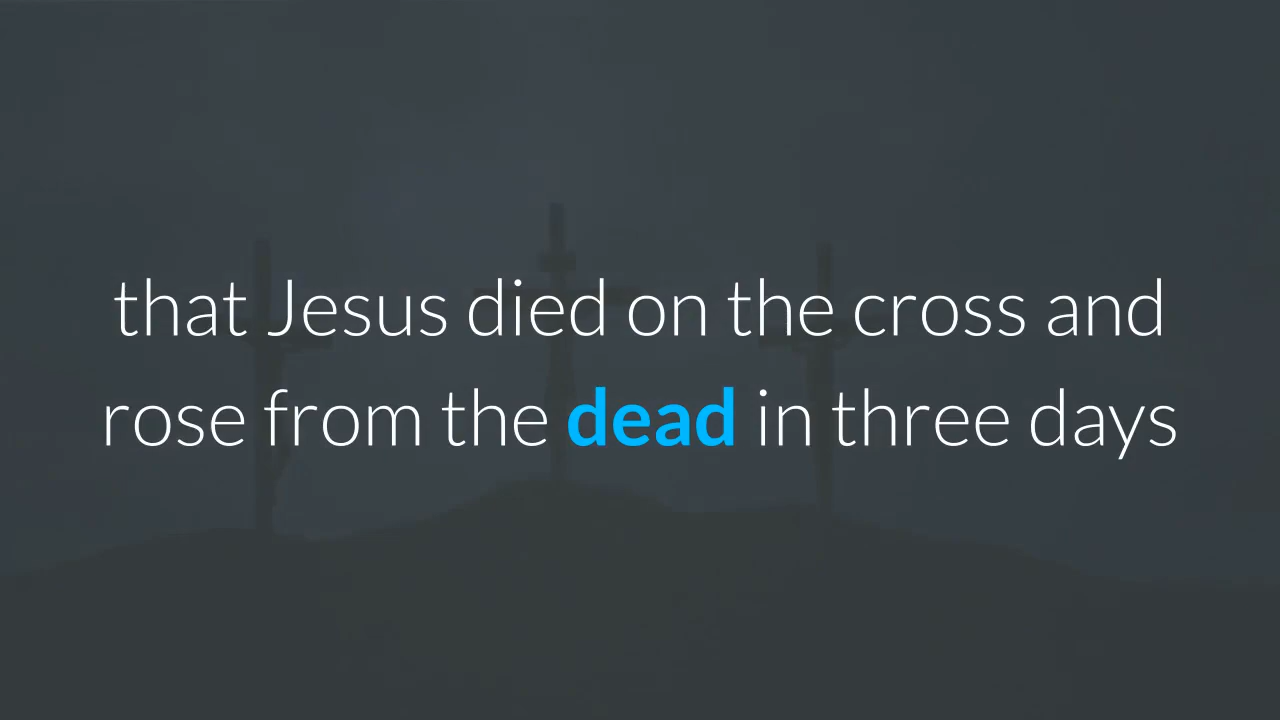 that Jesus died on the cross and
rose from the dead in three days